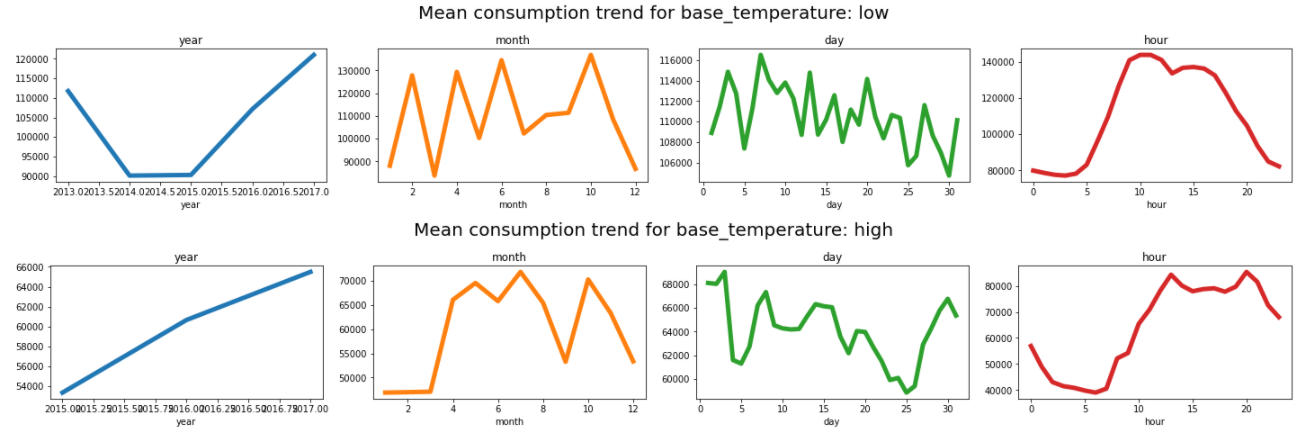 Mean consumption trend for base_temperature: low
year month day hour
120000 130000 116000 140000
115000 120000 114000 120000
110000 110000 112000 100000
105000 100000 110000 80000
100000 90000 108000
95000 106000
90000
2013.0 2013.5 2014.0 2014.5 2015.0 2015.5 2016.0 2016.5 2017.0 2 4 6 8 10 12 0 5 10 15 20 25 30 0 5 10 15 20
year month day hour
Mean consumption trend for base_temperature: high
year month day hour
66000 70000 68000 80000
64000 65000 66000 70000
62000 60000 64000 60000
60000 55000 62000 50000
58000 50000 60000 40000
56000
54000
2015.00 2015.25 2015.50 2015.75 2016.00 2016.25 2016.50 2016.75 2017.00 2 4 6 8 10 12 0 5 10 15 20 25 30 0 5 10 15 20
year month day hour